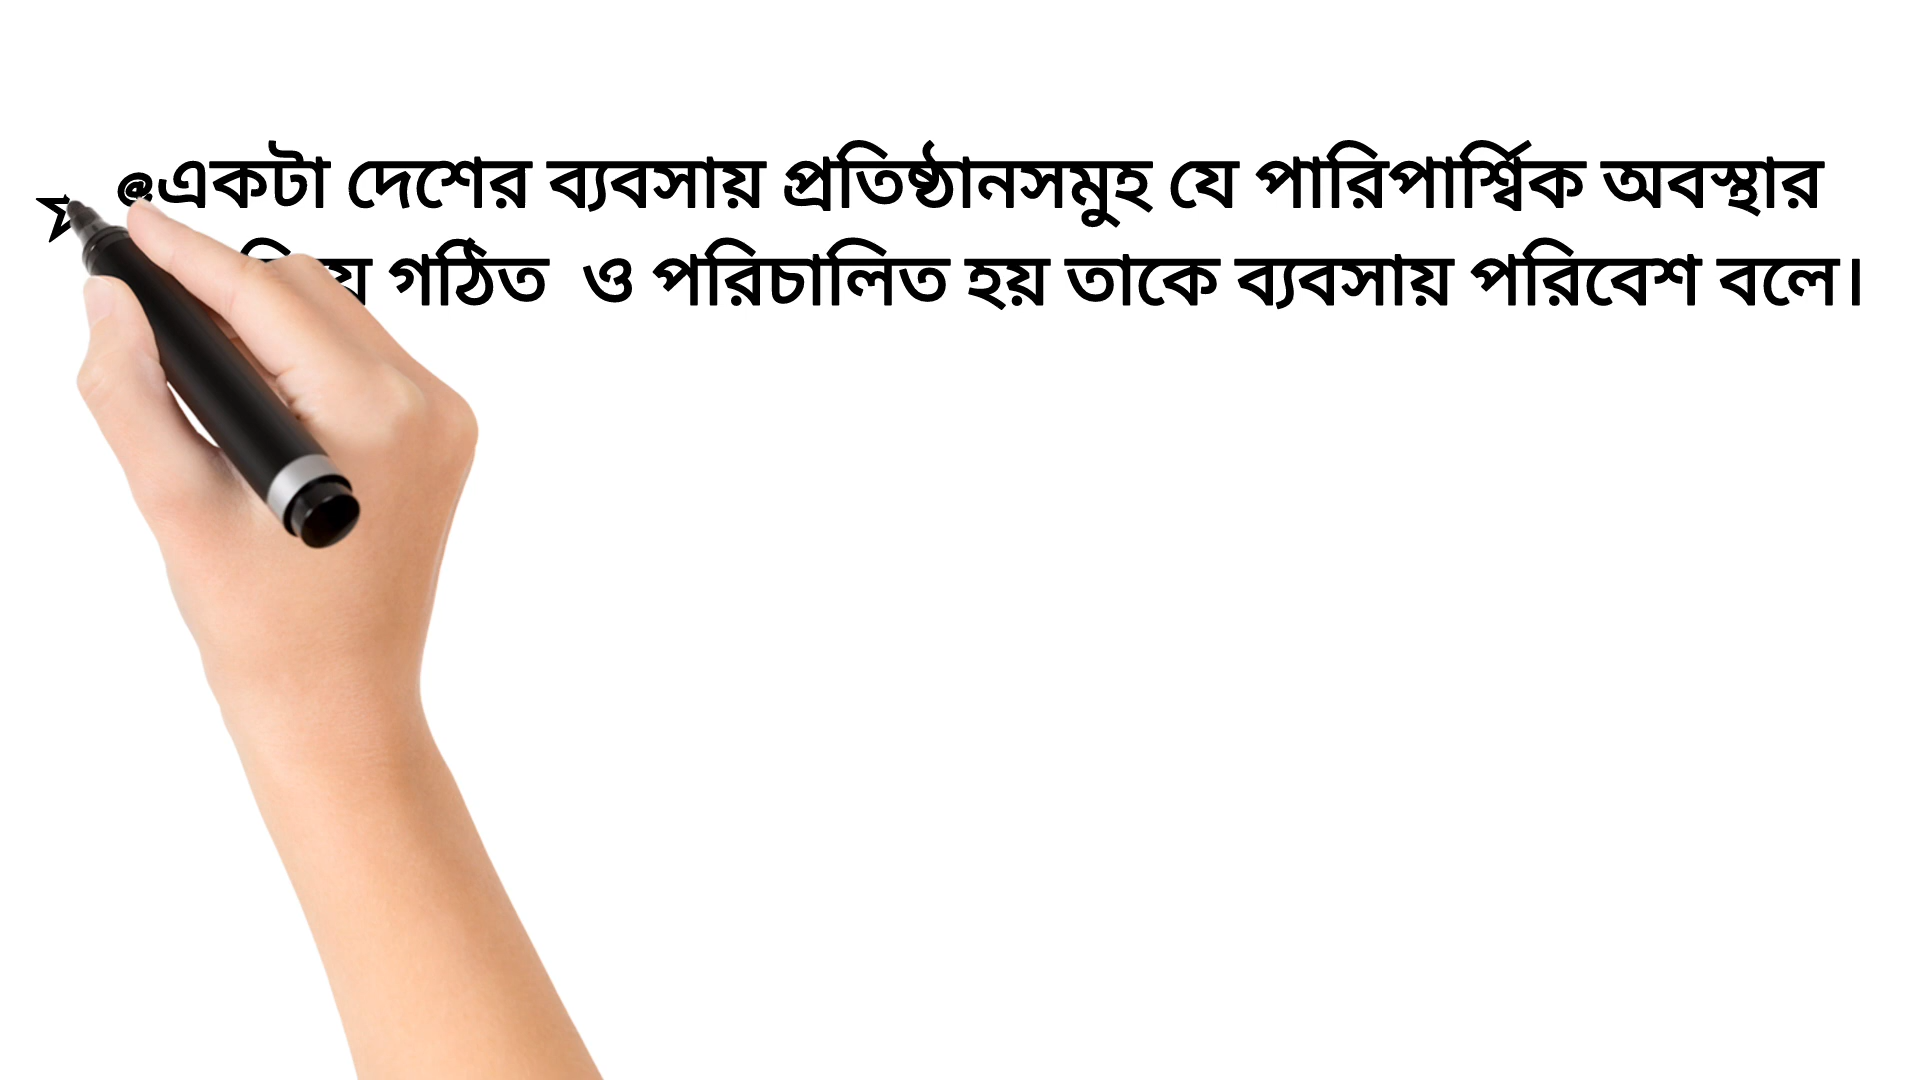 একটা দেশের ব্যবসায় প্রতিষ্ঠানসমুহ যে পারিপার্শ্বিক অবস্থার
গঠিত ও পরিচালিত হয় তাকে ব্যবসায় পরিবেশ বলে।